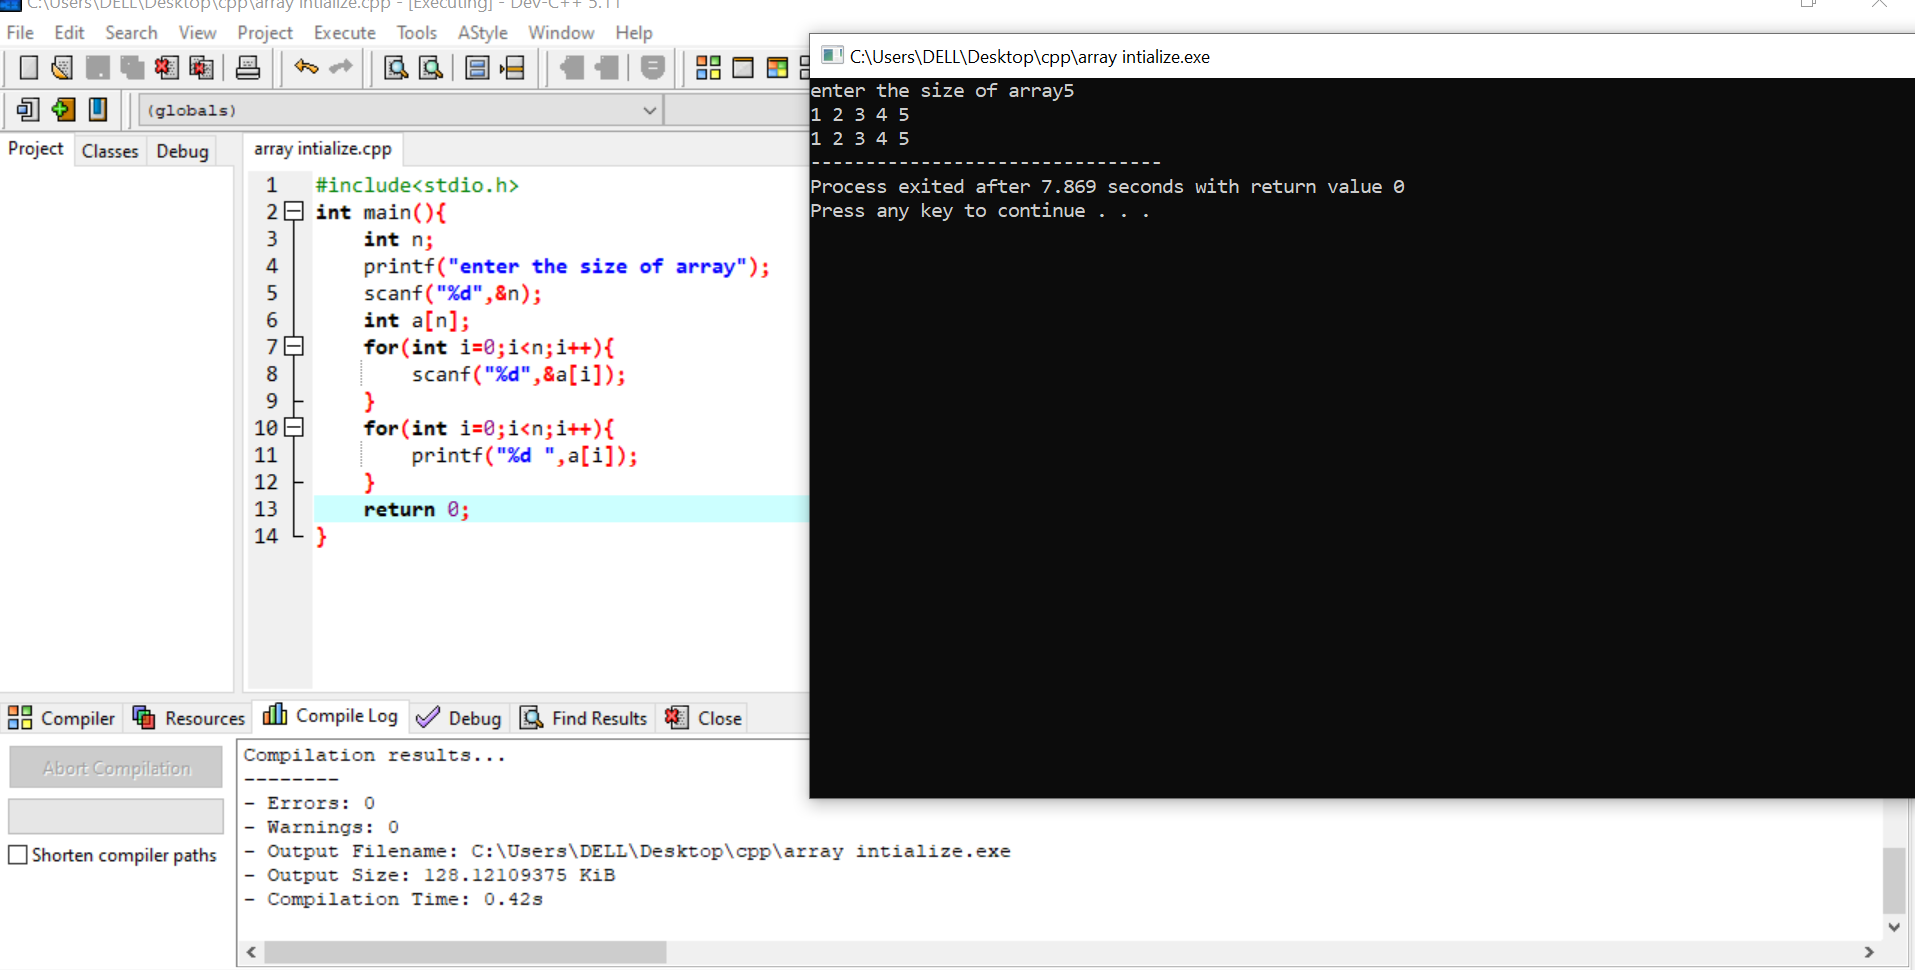 C:\Users\DELL\Desktop\cpp\array intialize.cpp - [Executing] - Dev-C++ 5.11
File Edit Search View Project Execute Tools AStyle Window Help
(globals)
Project Classes Debug
array intialize.cpp
1 #include<stdio.h>
2 int main(){
3 int n;
4 printf("enter the size of array");
5 scanf("%d",&n);
6 int a[n];
7 for(int i=0;i<n;i++){
8 scanf("%d",&a[i]);
9 }
10 for(int i=0;i<n;i++){
11 printf("%d ",a[i]);
12 }
13 return 0;
14 }
C:\Users\DELL\Desktop\cpp\array intialize.exe
enter the size of array5
1 2 3 4 5
1 2 3 4 5
--------------------------------
Process exited after 7.869 seconds with return value 0
Press any key to continue . . .
Compiler Resources Compile Log Debug Find Results Close
Abort Compilation
Shorten compiler paths
Compilation results...
--------
- Errors: 0
- Warnings: 0
- Output Filename: C:\Users\DELL\Desktop\cpp\array intialize.exe
- Output Size: 128.12109375 KiB
- Compilation Time: 0.42s